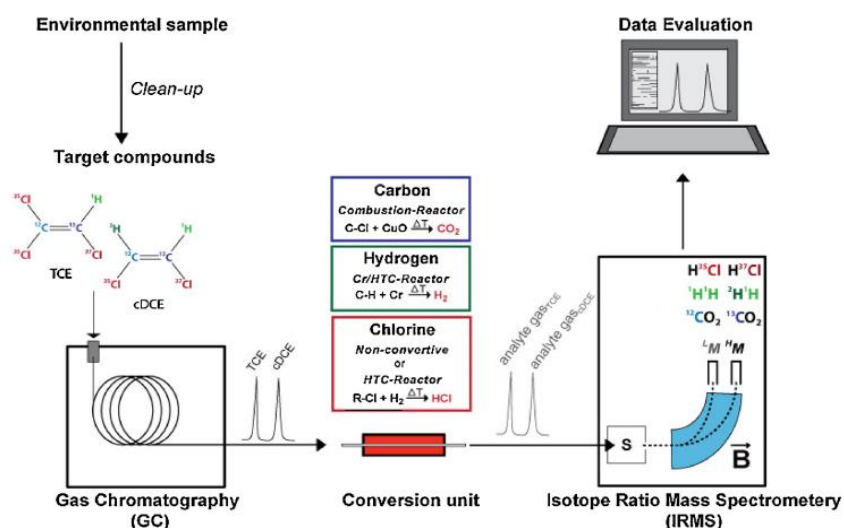 Environmental sample
Clean-up
Target compounds
³⁵Cl
¹H
¹²C
¹³C
³⁵Cl
³⁷Cl
TCE
²H
¹H
¹²C
¹³C
³⁵Cl
³⁷Cl
cDCE
Gas Chromatography
(GC)
TCE
cDCE
Carbon
Combustion-Reactor
C-Cl + CuO ΔT CO₂
Hydrogen
Cr/HTC-Reactor
C-H + Cr ΔT H₂
Chlorine
Non-convertive
or
HTC-Reactor
R-Cl + H₂ ΔT HCl
Conversion unit
analyte gas_TCE
analyte gas_cDCE
Data Evaluation
H³⁵Cl H³⁷Cl
¹H¹H ²H¹H
¹²CO₂ ¹³CO₂
ᴸM ᴴM
S
B
Isotope Ratio Mass Spectrometery
(IRMS)